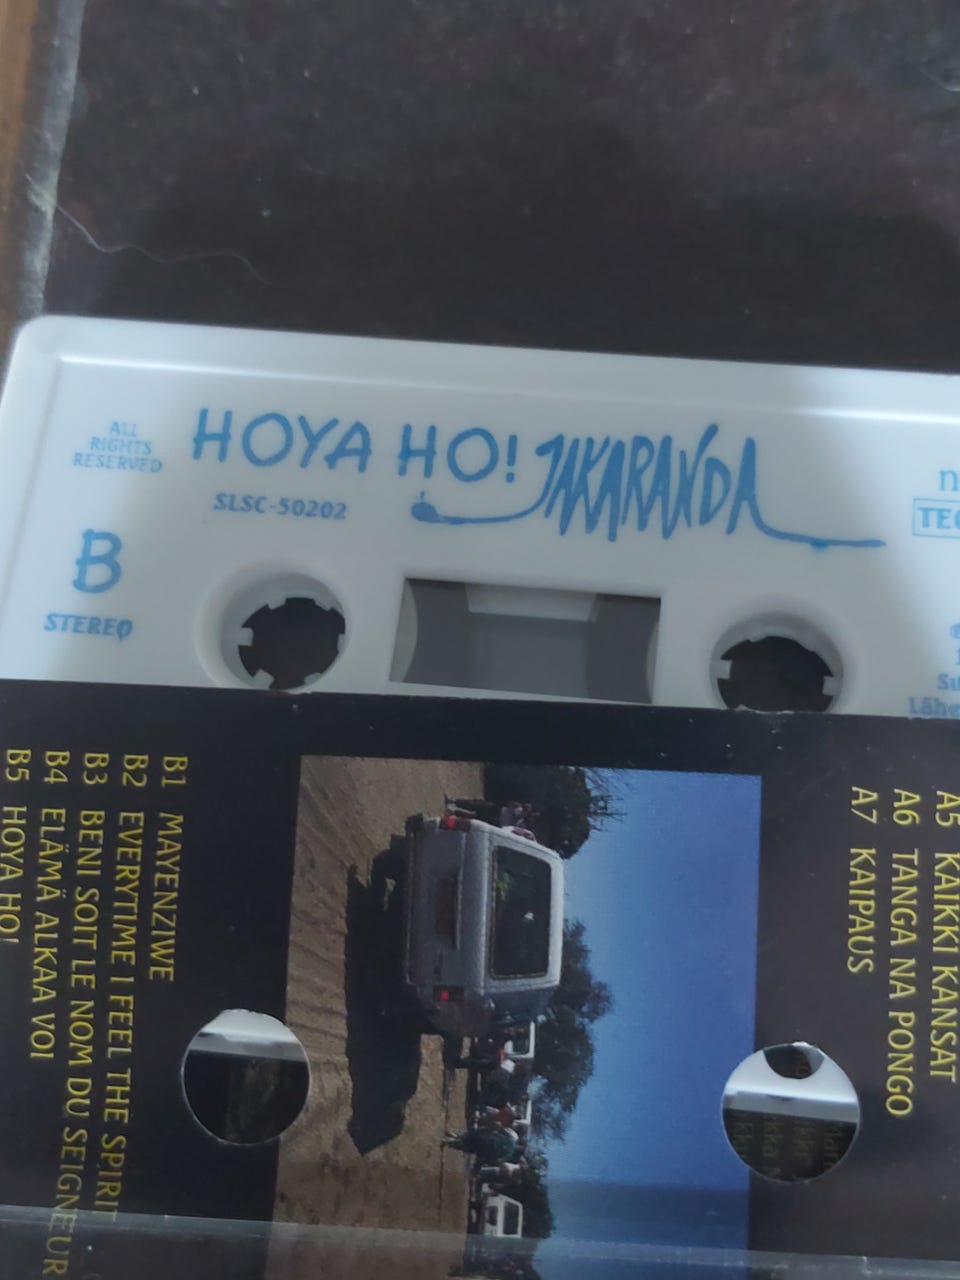 ALL
RIGHTS
RESERVED
HOYA HO! JAKARANDA
SLSC-50202
B
STEREO
B1 MAYENZIWE
B2 EVERYTIME I FEEL THE SPIRIT
B3 BENI SOIT LE NOM DU SEIGNEUR
B4 ELÄMÄ ALKAA VOI
B5 HOYA HO!
A5 KAIKKI KANSAT
A6 TANGA NA PONGO
A7 KAIPAUS